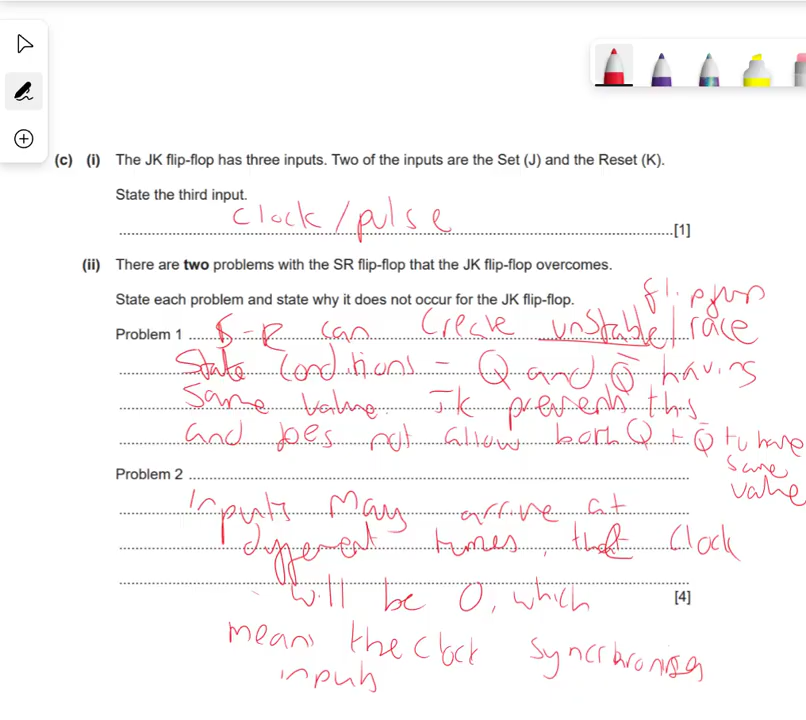 (c) (i) The JK flip-flop has three inputs. Two of the inputs are the Set (J) and the Reset (K).
State the third input.
Clock / pulse
[1]
(ii) There are two problems with the SR flip-flop that the JK flip-flop overcomes.
State each problem and state why it does not occur for the JK flip-flop.
flipflop
Problem 1 S-R can create unstable / race
State Conditions = Q and Q̄ having
same value. JK prevents this
and does not allow both Q + Q̄ to have
same
value
Problem 2
Inputs may arrive at
different times, the clock
will be 0, which
[4]
means the clock synchronises
inputs